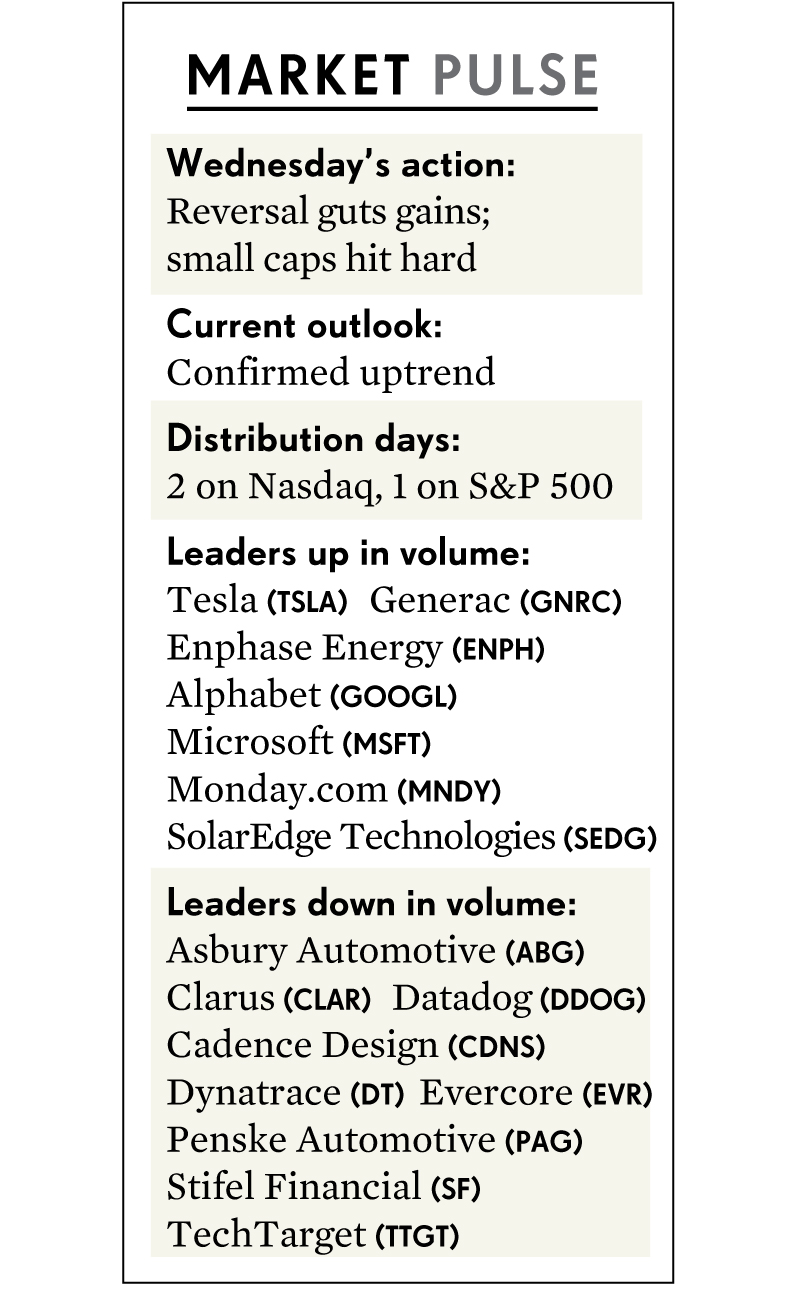 MARKET PULSE
Wednesday’s action:
Reversal guts gains;
small caps hit hard
Current outlook:
Confirmed uptrend
Distribution days:
2 on Nasdaq, 1 on S&P 500
Leaders up in volume:
Tesla (TSLA) Generac (GNRC)
Enphase Energy (ENPH)
Alphabet (GOOGL)
Microsoft (MSFT)
Monday.com (MNDY)
SolarEdge Technologies (SEDG)
Leaders down in volume:
Asbury Automotive (ABG)
Clarus (CLAR) Datadog (DDOG)
Cadence Design (CDNS)
Dynatrace (DT) Evercore (EVR)
Penske Automotive (PAG)
Stifel Financial (SF)
TechTarget (TTGT)